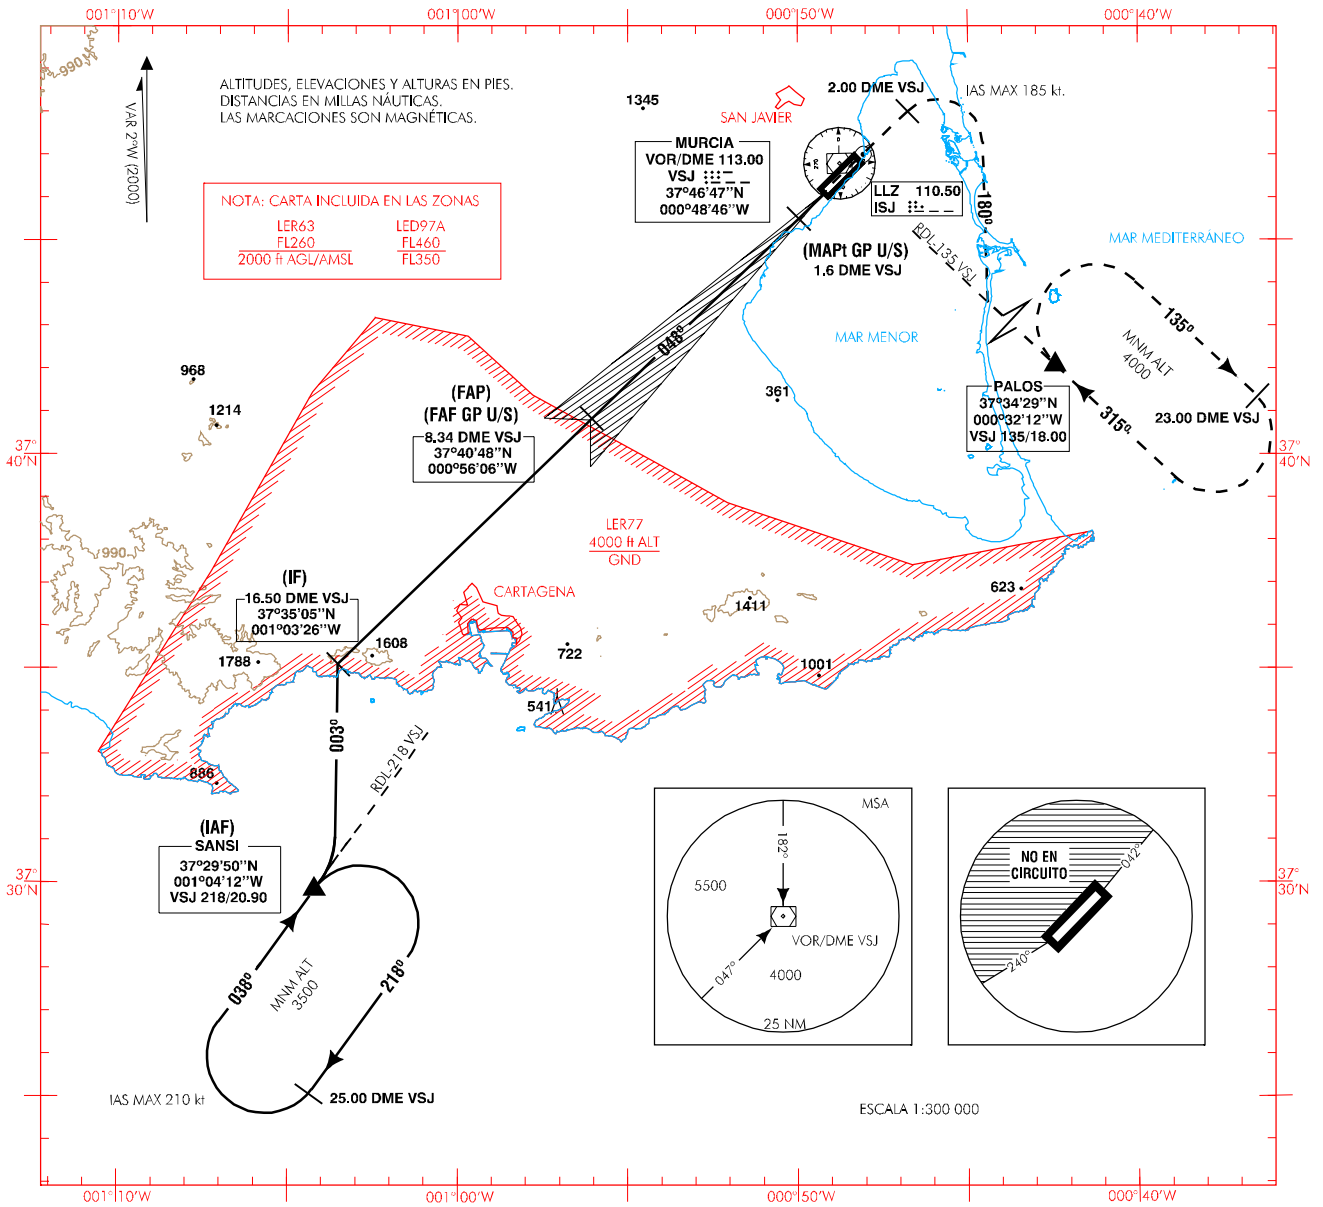 001°10'W
001°00'W
000°50'W
000°40'W
990
VAR 2°W (2000)
ALTITUDES, ELEVACIONES Y ALTURAS EN PIES.
DISTANCIAS EN MILLAS NÁUTICAS.
LAS MARCACIONES SON MAGNÉTICAS.
NOTA: CARTA INCLUIDA EN LAS ZONAS
LER63 LED97A
FL260 FL460
2000 ft AGL/AMSL FL350
1345
SAN JAVIER
2.00 DME VSJ
IAS MAX 185 kt.
MURCIA
VOR/DME 113.00
VSJ
37°46'47''N
000°48'46''W
LLZ 110.50
ISJ
(MAPt GP U/S)
1.6 DME VSJ
RDL-135 VSJ
180°
MAR MEDITERRÁNEO
MAR MENOR
135°
MNM ALT
4000
315°
23.00 DME VSJ
PALOS
37°34'29''N
000°32'12''W
VSJ 135/18.00
048°
361
968
1214
(FAP)
(FAF GP U/S)
8.34 DME VSJ
37°40'48''N
000°56'06''W
37°
40'N
37°
40'N
LER77
4000 ft ALT
GND
990
(IF)
16.50 DME VSJ
37°35'05''N
001°03'26''W
CARTAGENA
1411
623
1788
1608
722
1001
541
886
003°
RDL-218 VSJ
(IAF)
SANSI
37°29'50''N
001°04'12''W
VSJ 218/20.90
37°
30'N
37°
30'N
038°
MNM ALT
3500
218°
IAS MAX 210 kt
25.00 DME VSJ
MSA
182°
5500
VOR/DME VSJ
047°
4000
25 NM
NO EN
CIRCUITO
042°
240°
ESCALA 1:300 000
001°10'W
001°00'W
000°50'W
000°40'W